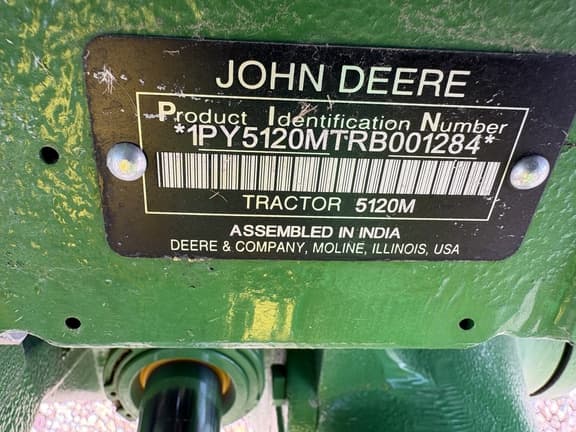 JOHN DEERE
Product Identification Number
*1PY5120MTRB001284*
TRACTOR 5120M
ASSEMBLED IN INDIA
DEERE & COMPANY, MOLINE, ILLINOIS, USA